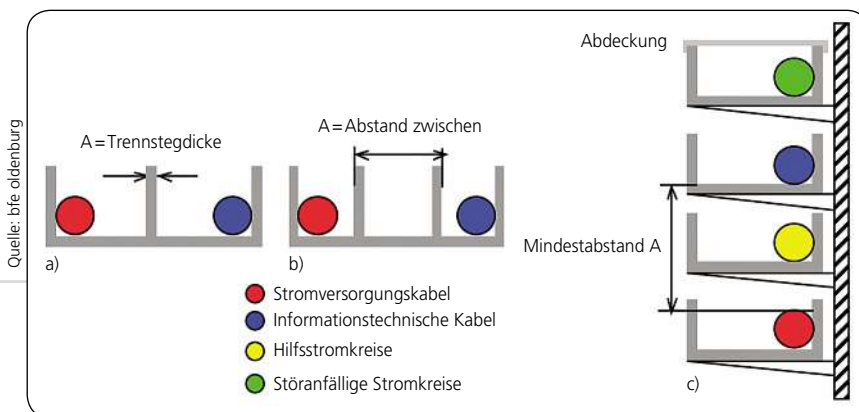 Quelle: bfe oldenburg
A = Trennstegdicke
a)
A = Abstand zwischen
b)
Stromversorgungskabel
Informationstechnische Kabel
Hilfsstromkreise
Störanfällige Stromkreise
Abdeckung
Mindestabstand A
c)